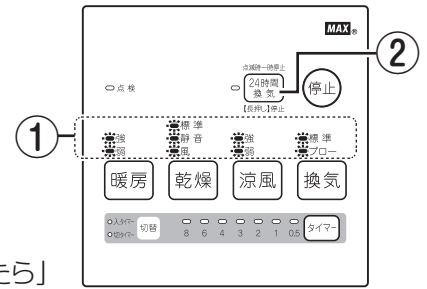 MAX®
②
点滅時一時停止
点検
24時間
換気
停止
【長押し】停止
①
標準
強 静音 強 標準
弱 風 弱 ブロー
暖房 乾燥 涼風 換気
入タイマー
切タイマー
切替
8 6 4 3 2 1 0.5
タイマー
たら」